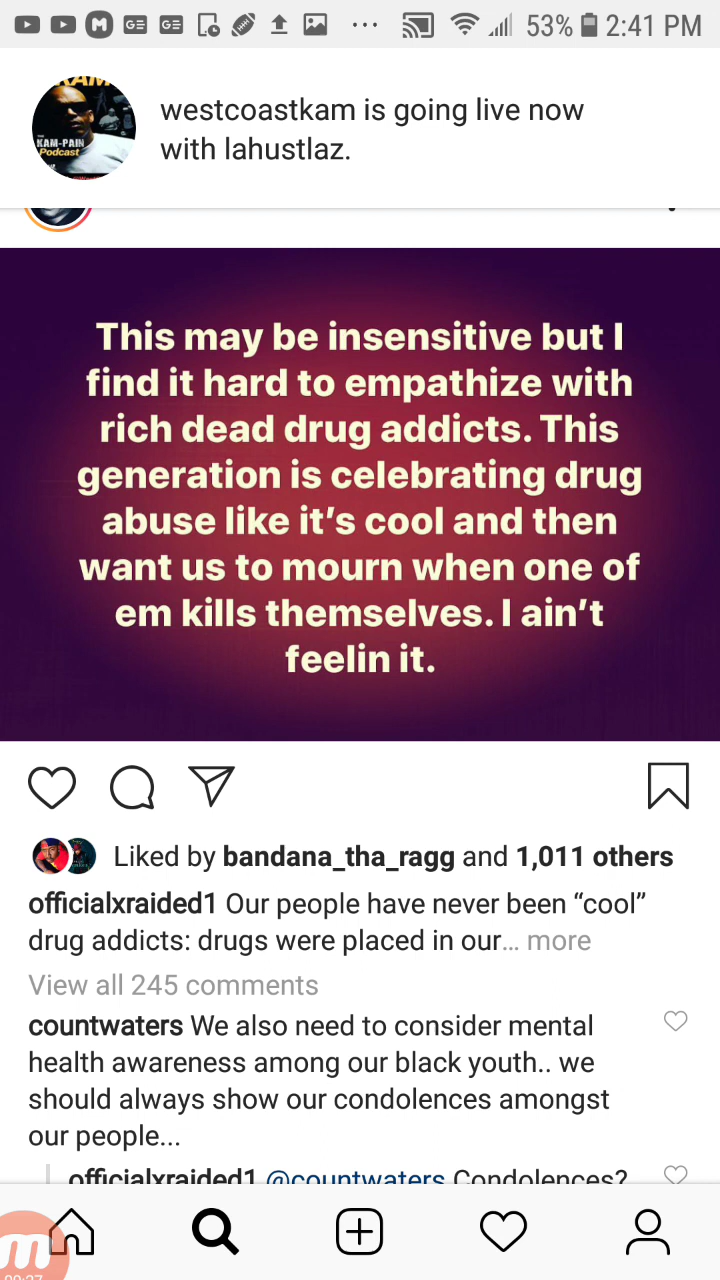 53% 2:41 PM
KAM-PAIN
Podcast
westcoastkam is going live now
with lahustlaz.
This may be insensitive but I
find it hard to empathize with
rich dead drug addicts. This
generation is celebrating drug
abuse like it's cool and then
want us to mourn when one of
em kills themselves. I ain't
feelin it.
Liked by bandana_tha_ragg and 1,011 others
officialxraided1 Our people have never been “cool”
drug addicts: drugs were placed in our... more
View all 245 comments
countwaters We also need to consider mental
health awareness among our black youth.. we
should always show our condolences amongst
our people...
officialxraided1 @countwaters Condolences?
m
00:27